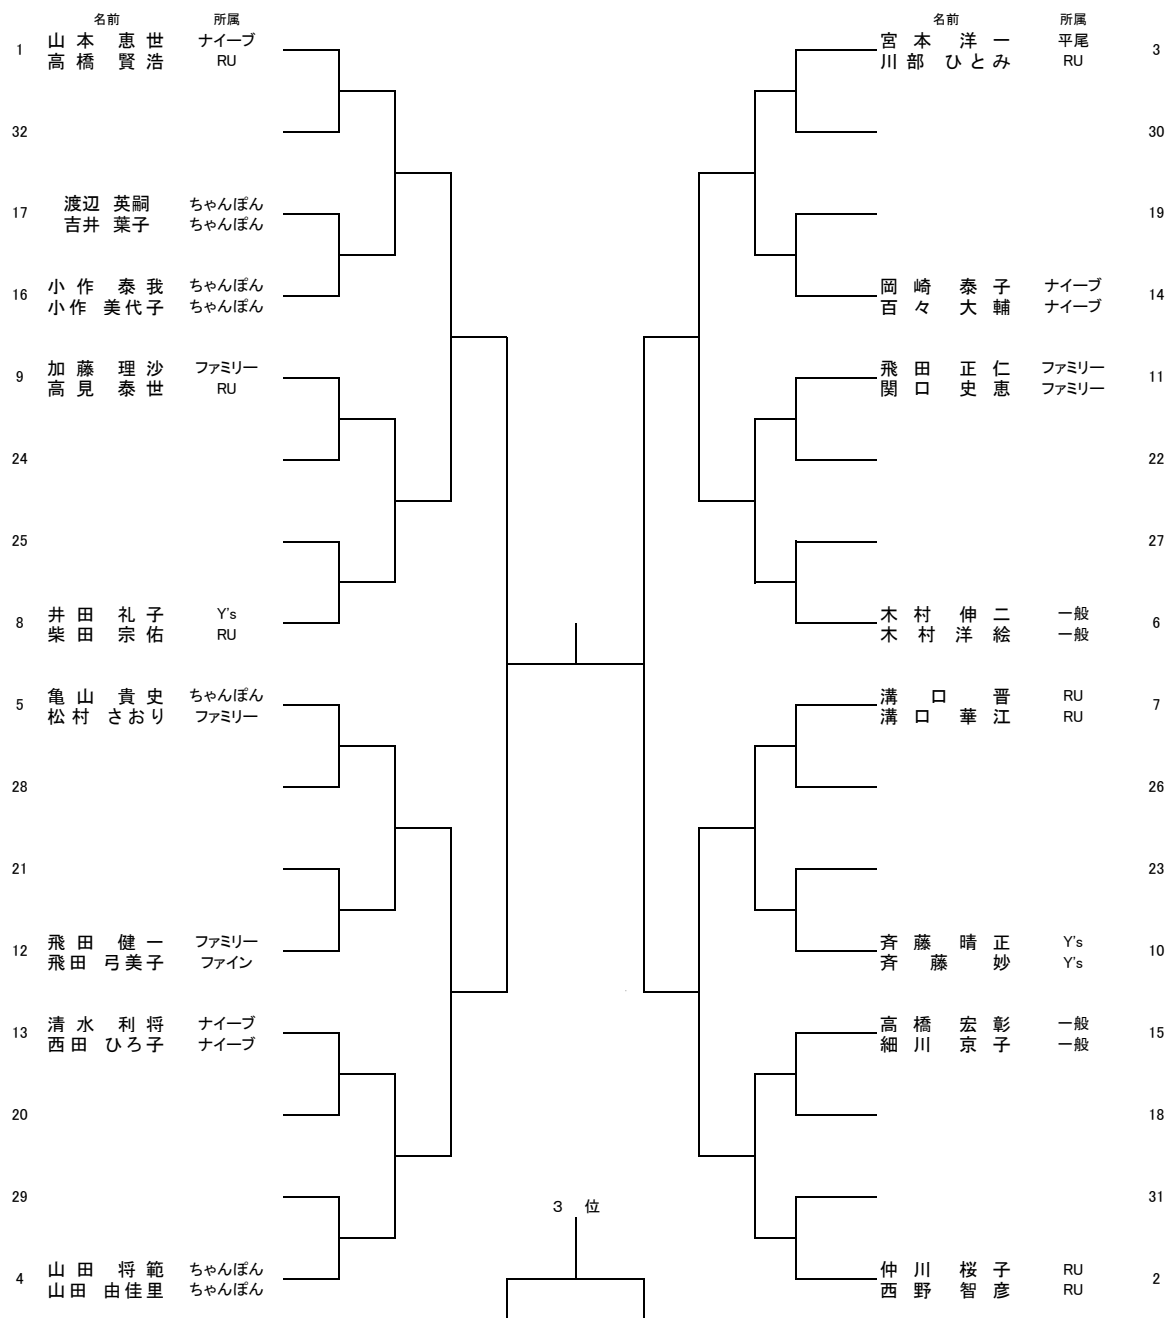 名前 所属
1 山本 恵世 ナイーブ
高橋 賢浩 RU
32
17 渡辺 英嗣 ちゃんぽん
吉井 葉子 ちゃんぽん
16 小作 泰我 ちゃんぽん
小作 美代子 ちゃんぽん
9 加藤 理沙 ファミリー
高見 泰世 RU
24
25
8 井田 礼子 Y's
柴田 宗佑 RU
5 亀山 貴史 ちゃんぽん
松村 さおり ファミリー
28
21
12 飛田 健一 ファミリー
飛田 弓美子 ファイン
13 清水 利将 ナイーブ
西田 ひろ子 ナイーブ
20
29
4 山田 将範 ちゃんぽん
山田 由佳里 ちゃんぽん
3 位
名前 所属
宮本 洋一 平尾 3
川部 ひとみ RU
30
19
岡崎 泰子 ナイーブ 14
百々 大輔 ナイーブ
飛田 正仁 ファミリー 11
関口 史恵 ファミリー
22
27
木村 伸二 一般 6
木村 洋絵 一般
溝口 晋 RU 7
溝口 華江 RU
26
23
斉藤 晴正 Y's 10
斉藤 妙 Y's
高橋 宏彰 一般 15
細川 京子 一般
18
31
仲川 桜子 RU 2
西野 智彦 RU